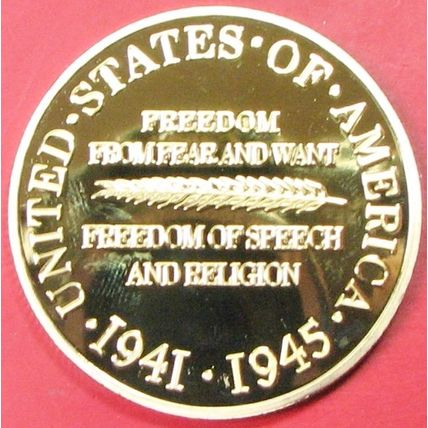 UNITED·STATES·OF·AMERICA·
FREEDOM
FROM FEAR AND WANT
FREEDOM OF SPEECH
AND RELIGION
·1941·1945·